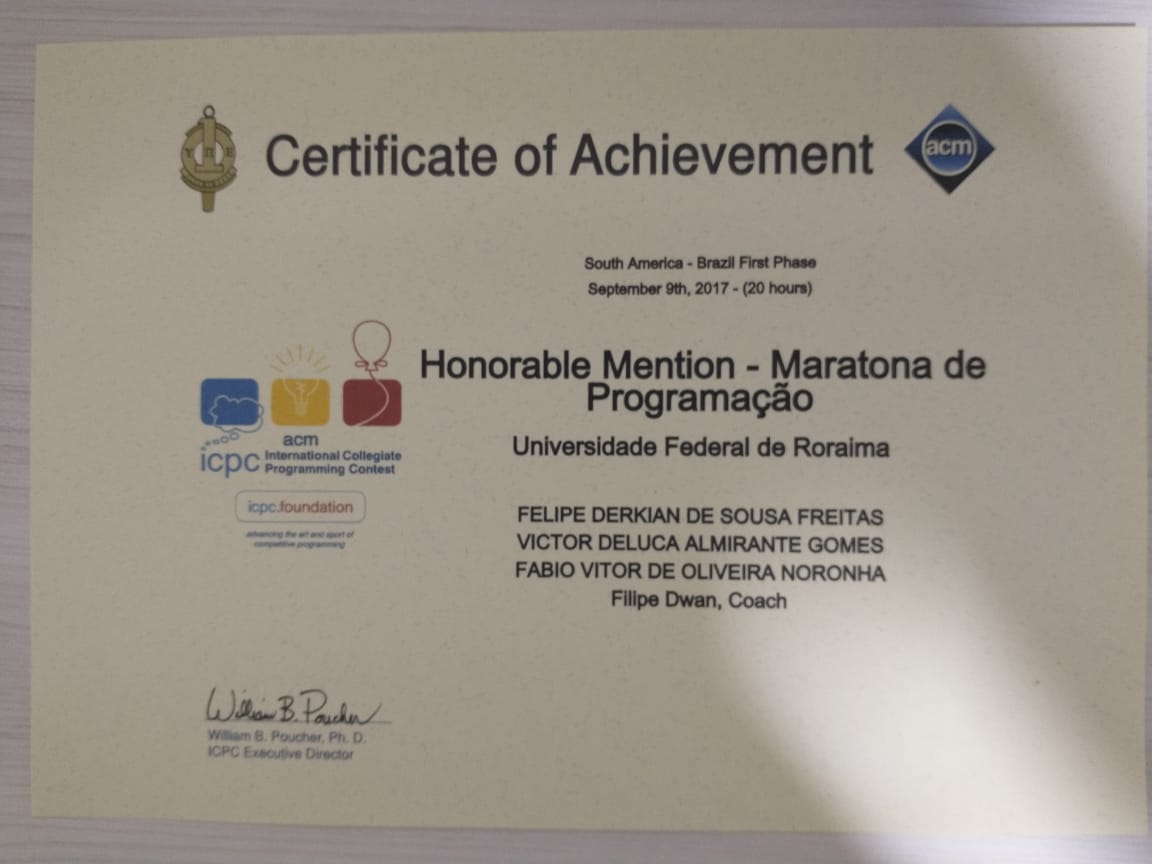 Certificate of Achievement
acm
South America - Brazil First Phase
September 9th, 2017 - (20 hours)
Honorable Mention - Maratona de
Programação
Universidade Federal de Roraima
FELIPE DERKIAN DE SOUSA FREITAS
VICTOR DELUCA ALMIRANTE GOMES
FABIO VITOR DE OLIVEIRA NORONHA
Filipe Dwan, Coach
acm
icpc International Collegiate
Programming Contest
icpc.foundation
advancing the art and sport of
competitive programming
William B. Poucher
William B. Poucher, Ph. D.
ICPC Executive Director